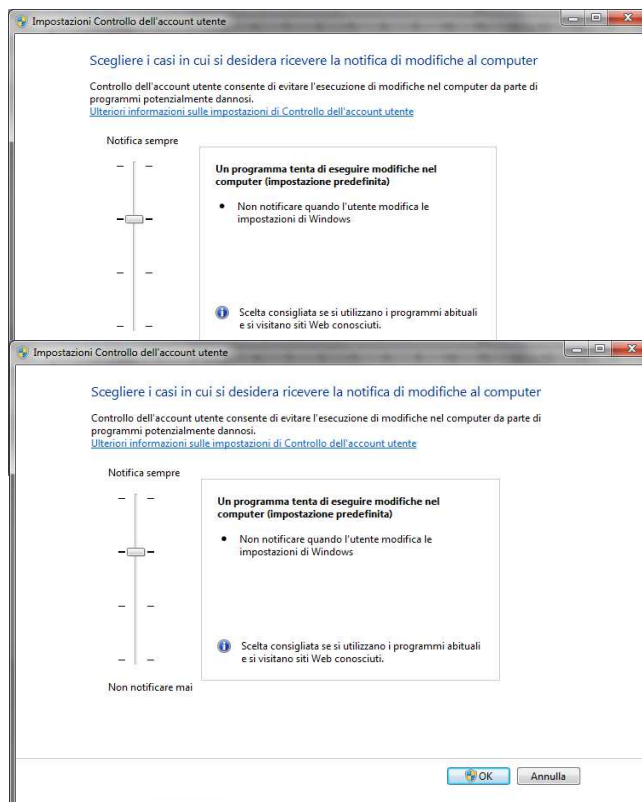 Impostazioni Controllo dell'account utente
Scegliere i casi in cui si desidera ricevere la notifica di modifiche al computer
Controllo dell'account utente consente di evitare l'esecuzione di modifiche nel computer da parte di
programmi potenzialmente dannosi.
Ulteriori informazioni sulle impostazioni di Controllo dell'account utente
Notifica sempre
Un programma tenta di eseguire modifiche nel
computer (impostazione predefinita)
• Non notificare quando l'utente modifica le
impostazioni di Windows
Scelta consigliata se si utilizzano i programmi abituali
e si visitano siti Web conosciuti.
Impostazioni Controllo dell'account utente
Scegliere i casi in cui si desidera ricevere la notifica di modifiche al computer
Controllo dell'account utente consente di evitare l'esecuzione di modifiche nel computer da parte di
programmi potenzialmente dannosi.
Ulteriori informazioni sulle impostazioni di Controllo dell'account utente
Notifica sempre
Un programma tenta di eseguire modifiche nel
computer (impostazione predefinita)
• Non notificare quando l'utente modifica le
impostazioni di Windows
Scelta consigliata se si utilizzano i programmi abituali
e si visitano siti Web conosciuti.
Non notificare mai
OK Annulla